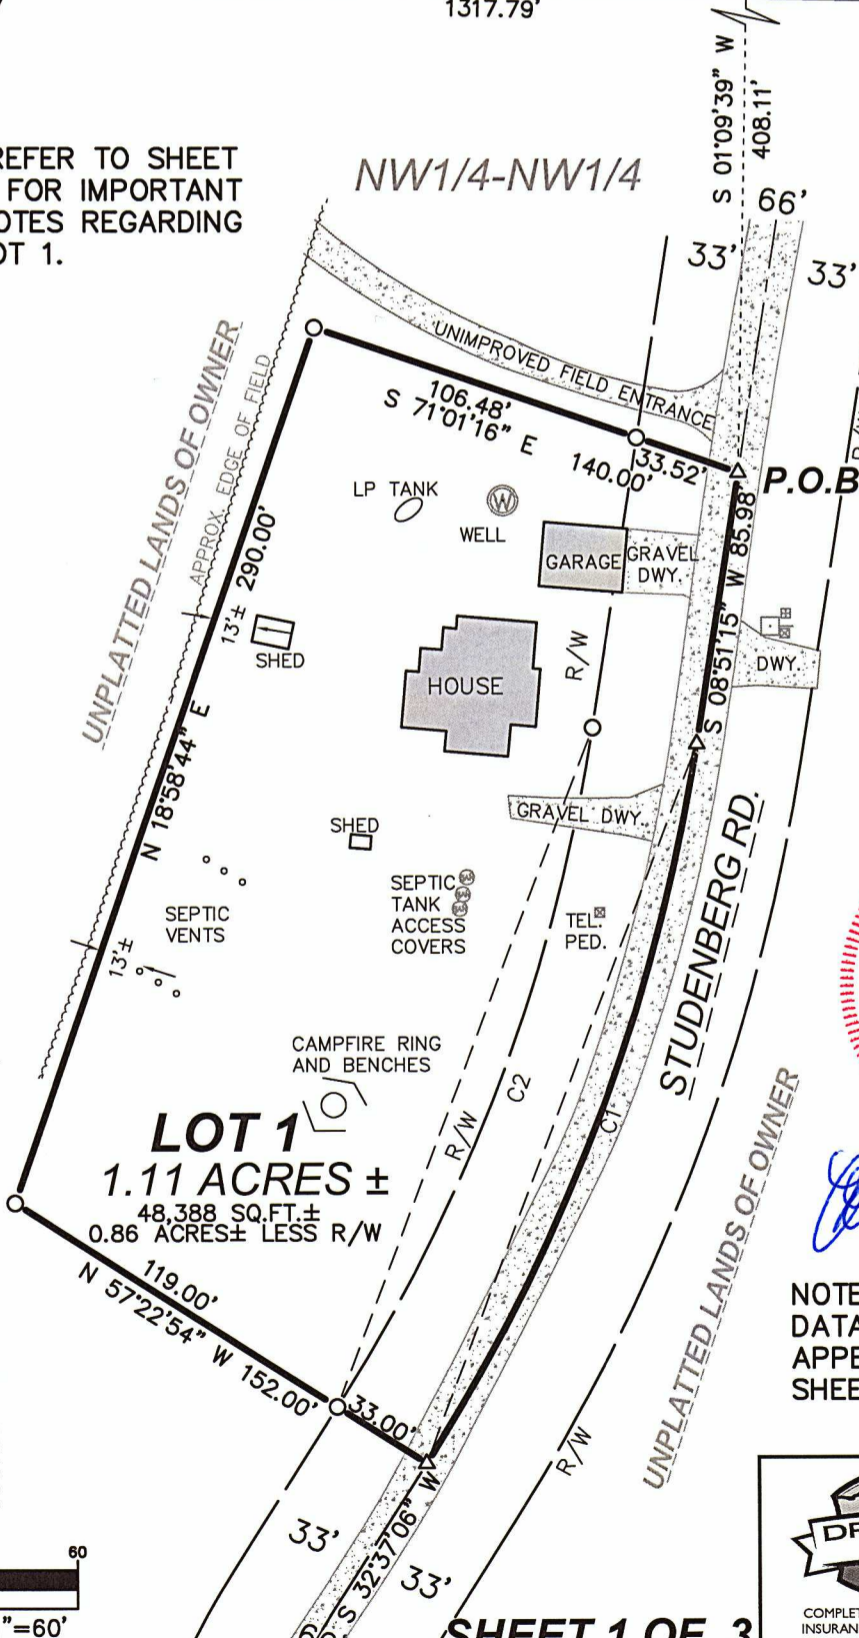 1317.79'
S 01°09'39" W
408.11'
REFER TO SHEET
FOR IMPORTANT
NOTES REGARDING
LOT 1.
NW1/4-NW1/4
66'
33'
33'
UNPLATTED LANDS OF OWNER
APPROX. EDGE OF FIELD
UNIMPROVED FIELD ENTRANCE
106.48'
S 71°01'16" E
140.00'
33.52'
P.O.B
LP TANK
W
WELL
GARAGE
GRAVEL
DWY.
S 08°51'15" W 85.98'
290.00'
N 18°58'44" E
13'±
SHED
HOUSE
R/W
DWY.
GRAVEL DWY.
SHED
STUDENBERG RD.
SEPTIC
VENTS
SEPTIC
TANK
ACCESS
COVERS
TEL.
PED.
13'±
CAMPFIRE RING
AND BENCHES
C2
R/W
C1
LOT 1
1.11 ACRES ±
48,388 SQ.FT.±
0.86 ACRES± LESS R/W
119.00'
N 57°22'54" W 152.00'
33.00'
UNPLATTED LANDS OF OWNER
R/W
NOTE
DATA
APPE
SHEE
33'
33'
S 32°37'06" W
60
"=60'
SHEET 1 OF 3
COMPLET
INSURAN